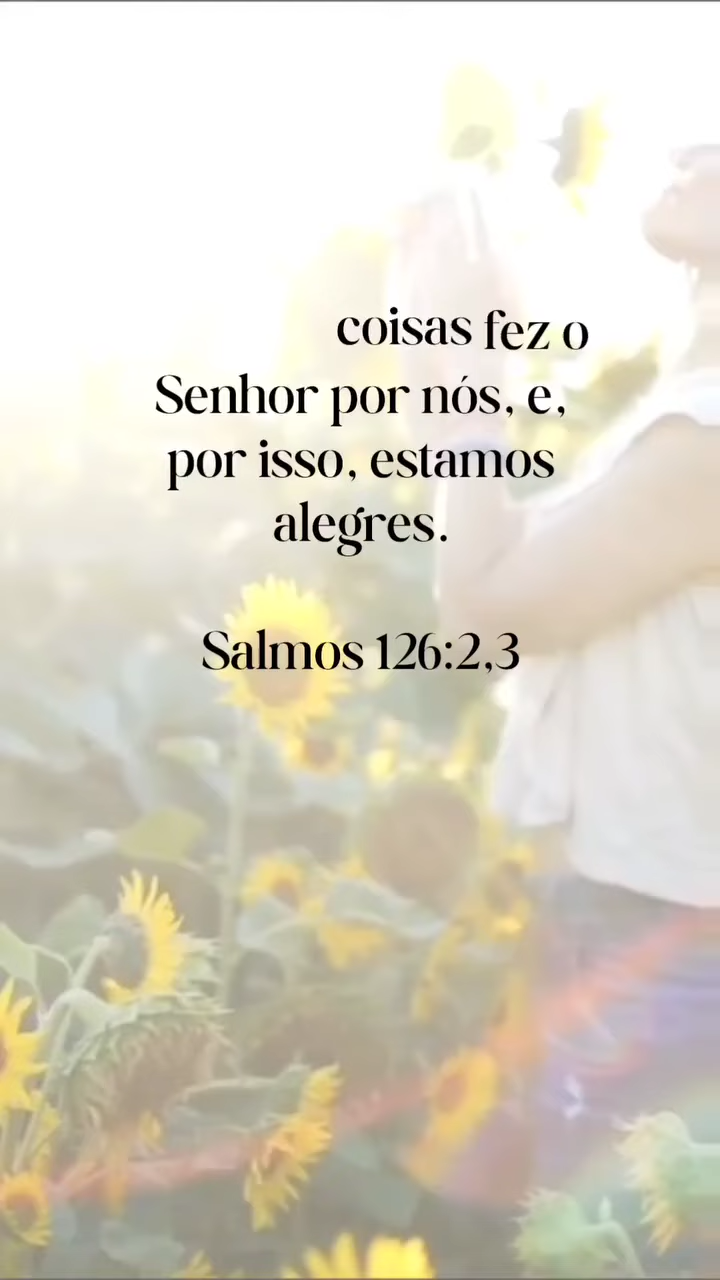 coisas fez o
Senhor por nós, e,
por isso, estamos
alegres.
Salmos 126:2,3